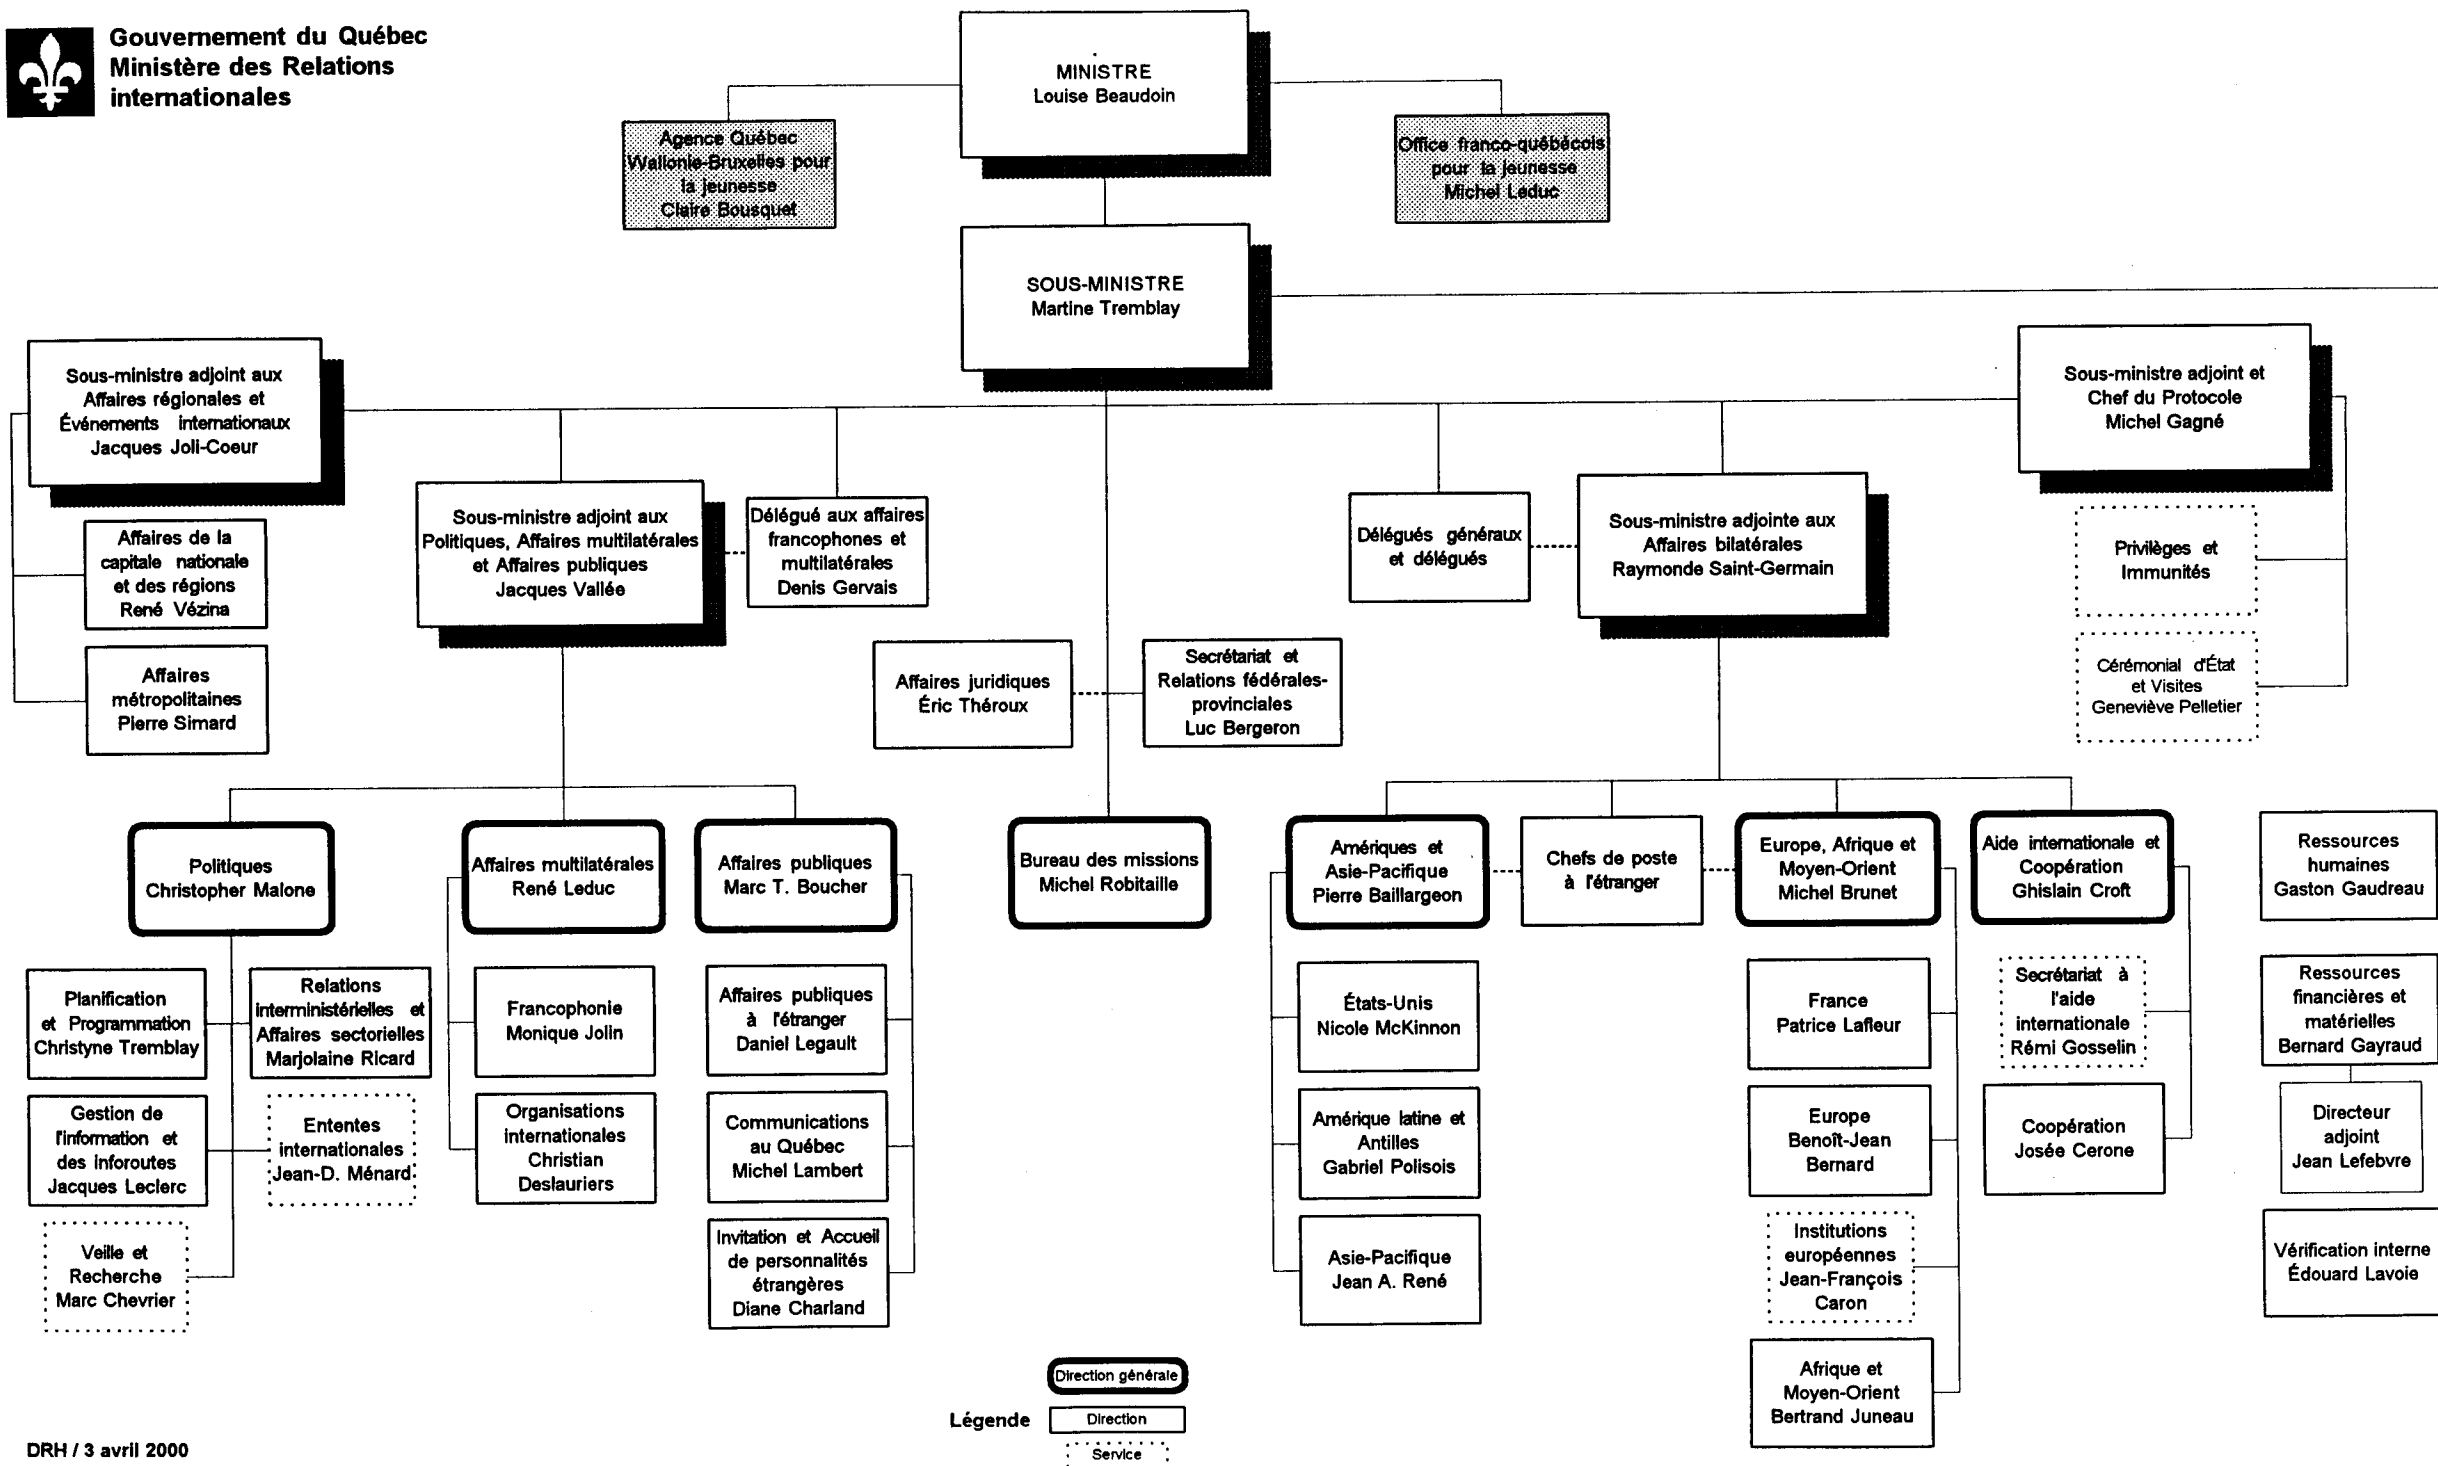 Gouvernement du Québec
Ministère des Relations
internationales
MINISTRE
Louise Beaudoin
Agence Québec
Wallonie-Bruxelles pour
la jeunesse
Claire Bousquet
Office franco-québécois
pour la jeunesse
Michel Leduc
SOUS-MINISTRE
Martine Tremblay
Sous-ministre adjoint aux
Affaires régionales et
Événements internationaux
Jacques Joli-Coeur
Sous-ministre adjoint et
Chef du Protocole
Michel Gagné
Affaires de la
capitale nationale
et des régions
René Vézina
Affaires
métropolitaines
Pierre Simard
Sous-ministre adjoint aux
Politiques, Affaires multilatérales
et Affaires publiques
Jacques Vallée
Délégué aux affaires
francophones et
multilatérales
Denis Gervais
Délégués généraux
et délégués
Sous-ministre adjointe aux
Affaires bilatérales
Raymonde Saint-Germain
Privilèges et
Immunités
Cérémonial d'État
et Visites
Geneviève Pelletier
Affaires juridiques
Éric Théroux
Secrétariat et
Relations fédérales-
provinciales
Luc Bergeron
Politiques
Christopher Malone
Affaires multilatérales
René Leduc
Affaires publiques
Marc T. Boucher
Bureau des missions
Michel Robitaille
Amériques et
Asie-Pacifique
Pierre Baillargeon
Chefs de poste
à l'étranger
Europe, Afrique et
Moyen-Orient
Michel Brunet
Aide internationale et
Coopération
Ghislain Croft
Ressources
humaines
Gaston Gaudreau
Planification
et Programmation
Christyne Tremblay
Relations
interministérielles et
Affaires sectorielles
Marjolaine Ricard
Gestion de
l'information et
des inforoutes
Jacques Leclerc
Ententes
internationales
Jean-D. Ménard
Veille et
Recherche
Marc Chevrier
Francophonie
Monique Jolin
Organisations
internationales
Christian
Deslauriers
Affaires publiques
à l'étranger
Daniel Legault
Communications
au Québec
Michel Lambert
Invitation et Accueil
de personnalités
étrangères
Diane Charland
États-Unis
Nicole McKinnon
Amérique latine et
Antilles
Gabriel Polisois
Asie-Pacifique
Jean A. René
France
Patrice Lafleur
Europe
Benoît-Jean
Bernard
Institutions
européennes
Jean-François
Caron
Afrique et
Moyen-Orient
Bertrand Juneau
Secrétariat à
l'aide
internationale
Rémi Gosselin
Coopération
Josée Cerone
Ressources
financières et
matérielles
Bernard Gayraud
Directeur
adjoint
Jean Lefebvre
Vérification interne
Édouard Lavoie
Légende
Direction générale
Direction
Service
DRH / 3 avril 2000